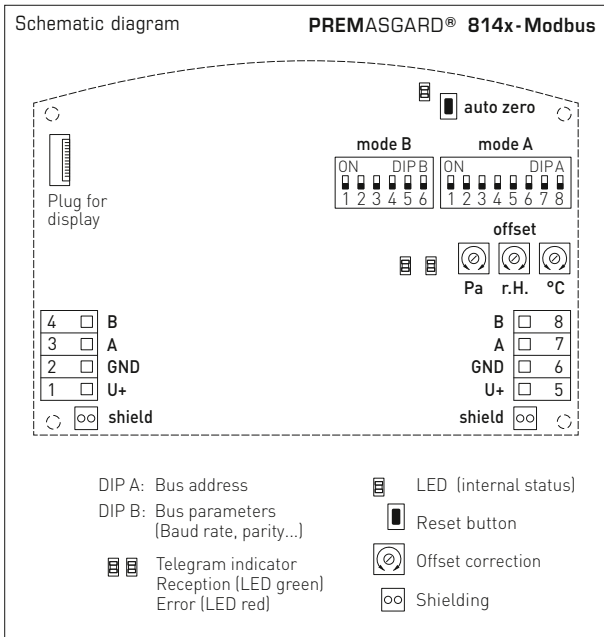 Schematic diagram PREMASGARD® 814x-Modbus
auto zero
mode B mode A
ON DIP B ON DIP A
1 2 3 4 5 6 1 2 3 4 5 6 7 8
Plug for
display
offset
Pa r.H. °C
4 B B 8
3 A A 7
2 GND GND 6
1 U+ U+ 5
shield shield
DIP A: Bus address
DIP B: Bus parameters
(Baud rate, parity...)
Telegram indicator
Reception (LED green)
Error (LED red)
LED (internal status)
Reset button
Offset correction
Shielding